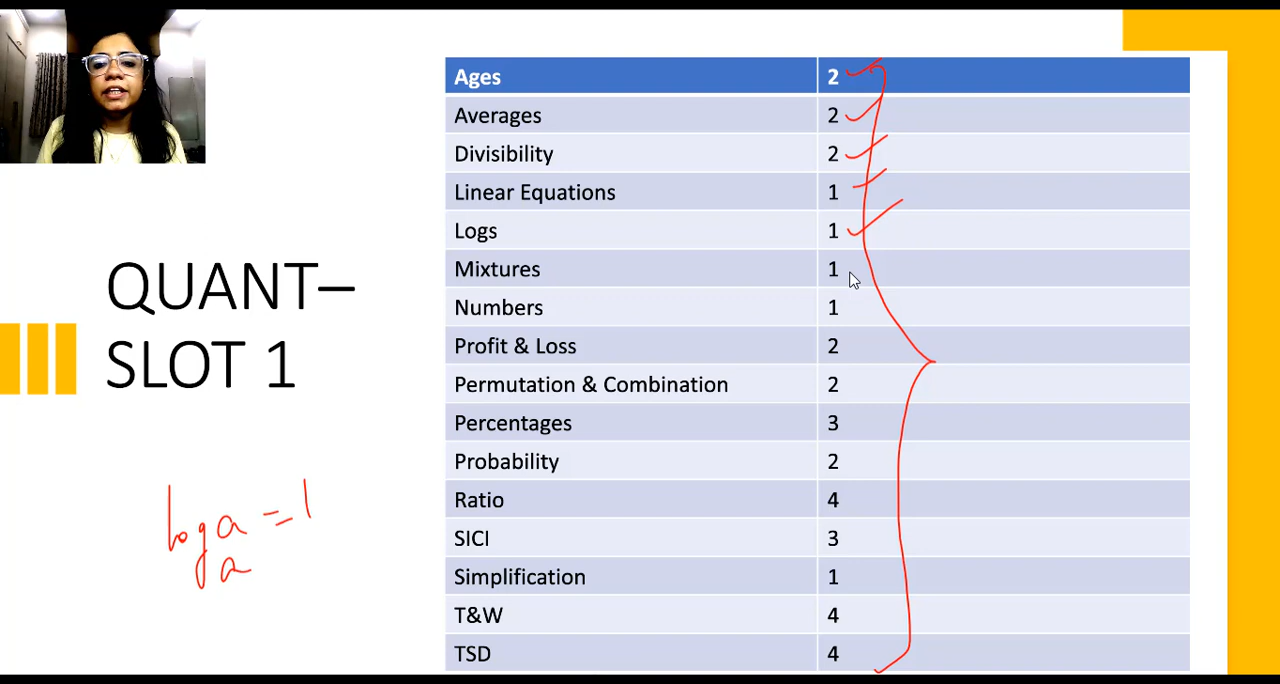 QUANT–
SLOT 1
log a = 1
a
Ages 2
Averages 2
Divisibility 2
Linear Equations 1
Logs 1
Mixtures 1
Numbers 1
Profit & Loss 2
Permutation & Combination 2
Percentages 3
Probability 2
Ratio 4
SICI 3
Simplification 1
T&W 4
TSD 4